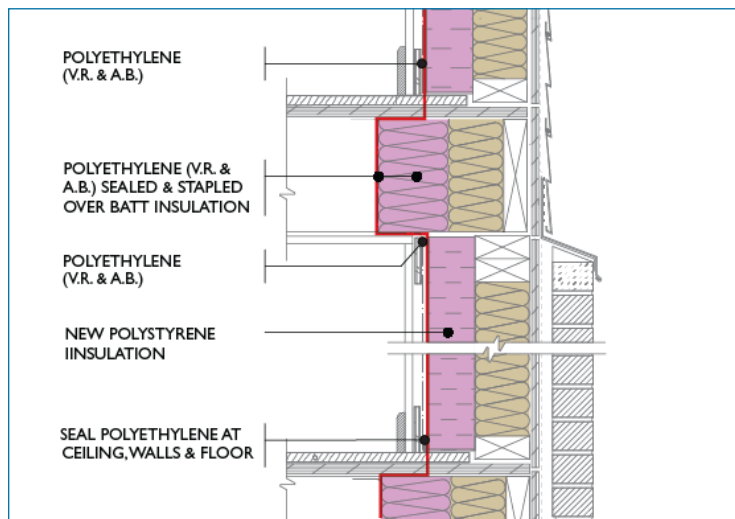 POLYETHYLENE
(V.R. & A.B.)
POLYETHYLENE (V.R. &
A.B.) SEALED & STAPLED
OVER BATT INSULATION
POLYETHYLENE
(V.R. & A.B.)
NEW POLYSTYRENE
IINSULATION
SEAL POLYETHYLENE AT
CEILING, WALLS & FLOOR